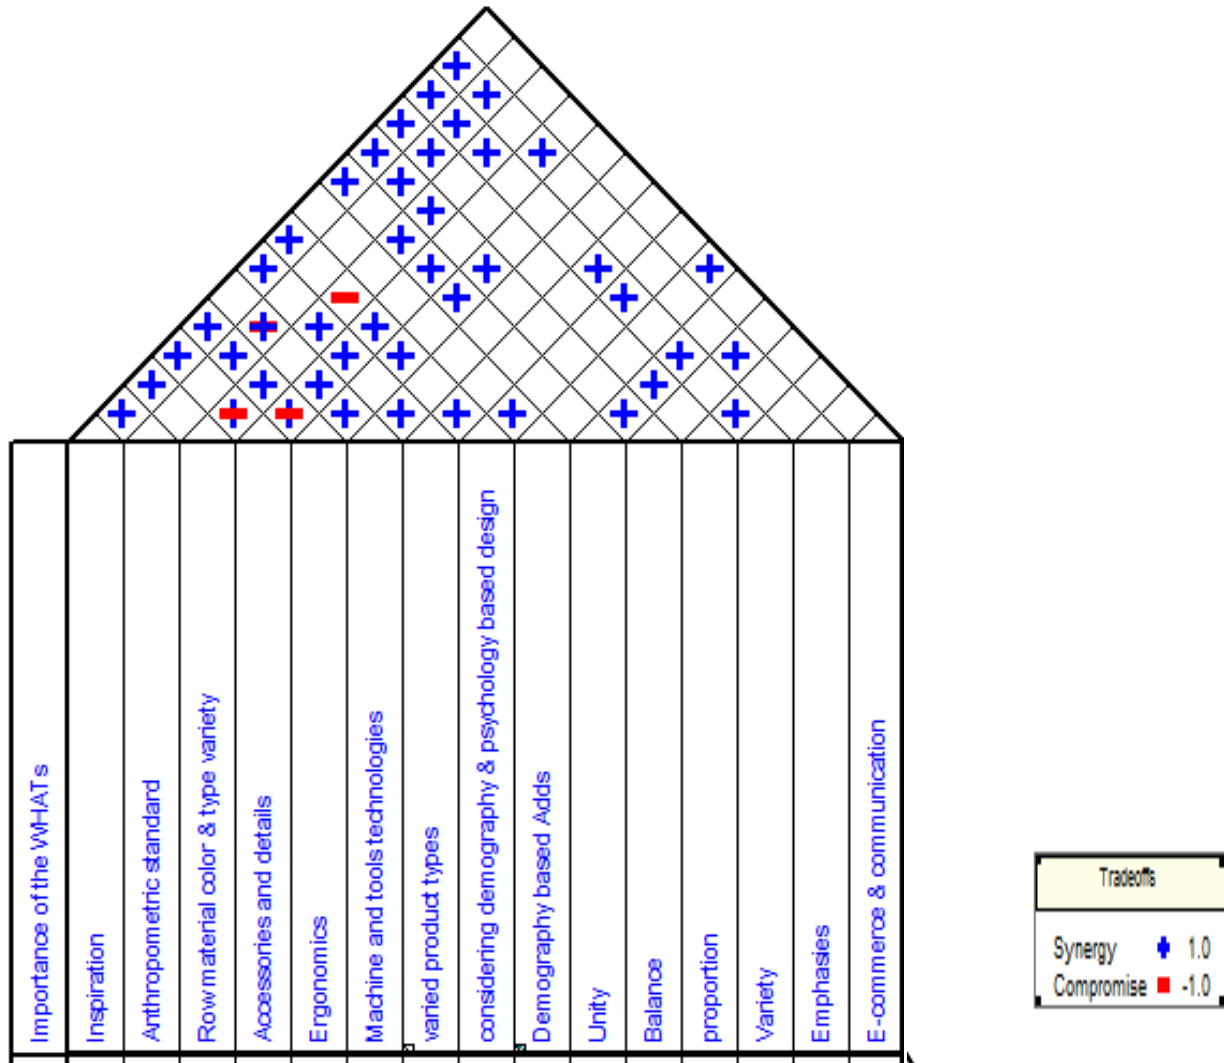 Importance of the WHATs
Inspiration
Anthropometric standard
Row material color & type variety
Accessories and details
Ergonomics
Machine and tools technologies
varied product types
considering demography & psychology based design
Demography based Adds
Unity
Balance
proportion
Variety
Emphasies
E-commerce & communication
Tradeoffs
Synergy + 1.0
Compromise -1.0